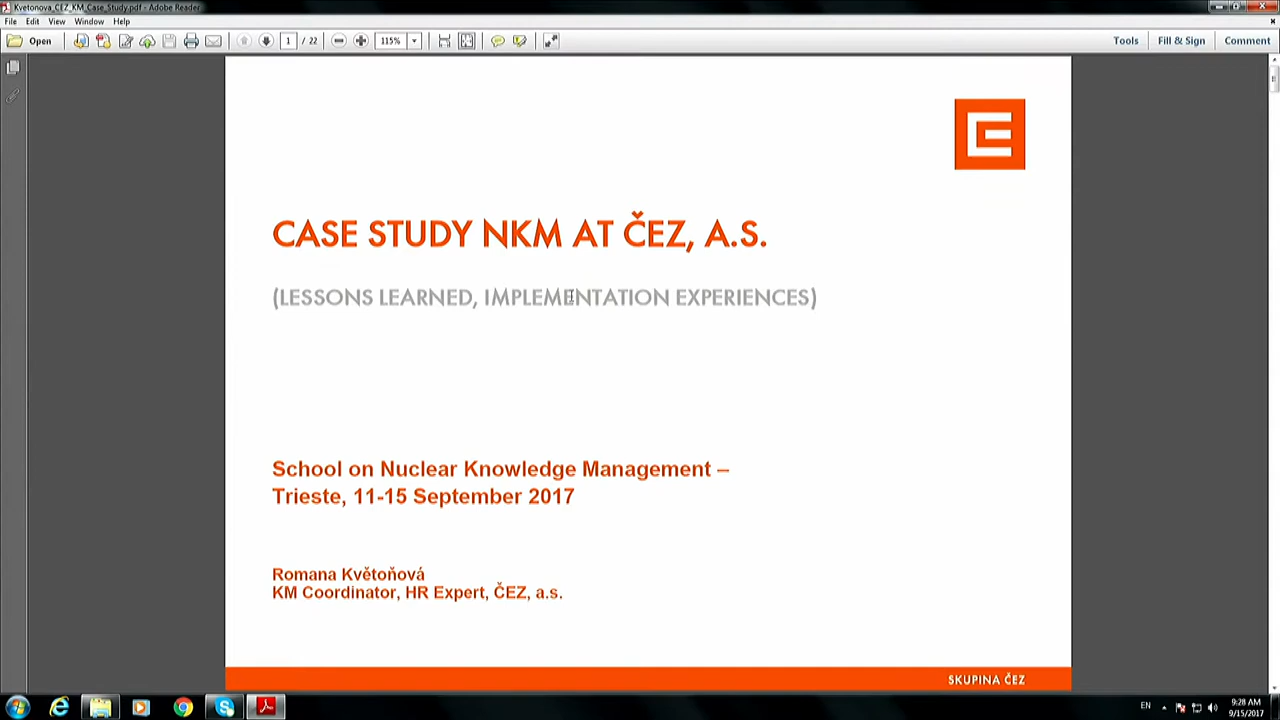 Kvetonova_CEZ_KM_Case_Study.pdf - Adobe Reader
File Edit View Window Help
Open 1 / 22 115% Tools Fill & Sign Comment
CASE STUDY NKM AT ČEZ, A.S.
(LESSONS LEARNED, IMPLEMENTATION EXPERIENCES)
School on Nuclear Knowledge Management –
Trieste, 11-15 September 2017
Romana Květoňová
KM Coordinator, HR Expert, ČEZ, a.s.
SKUPINA ČEZ
EN 9:28 AM
9/15/2017